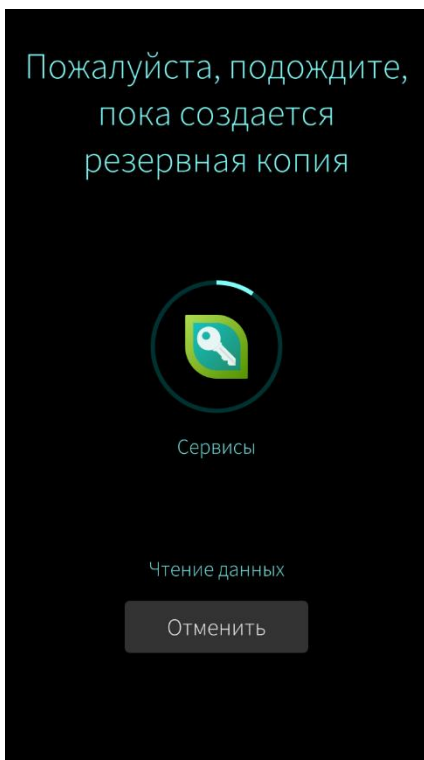 Пожалуйста, подождите,
пока создается
резервная копия
Сервисы
Чтение данных
Отменить